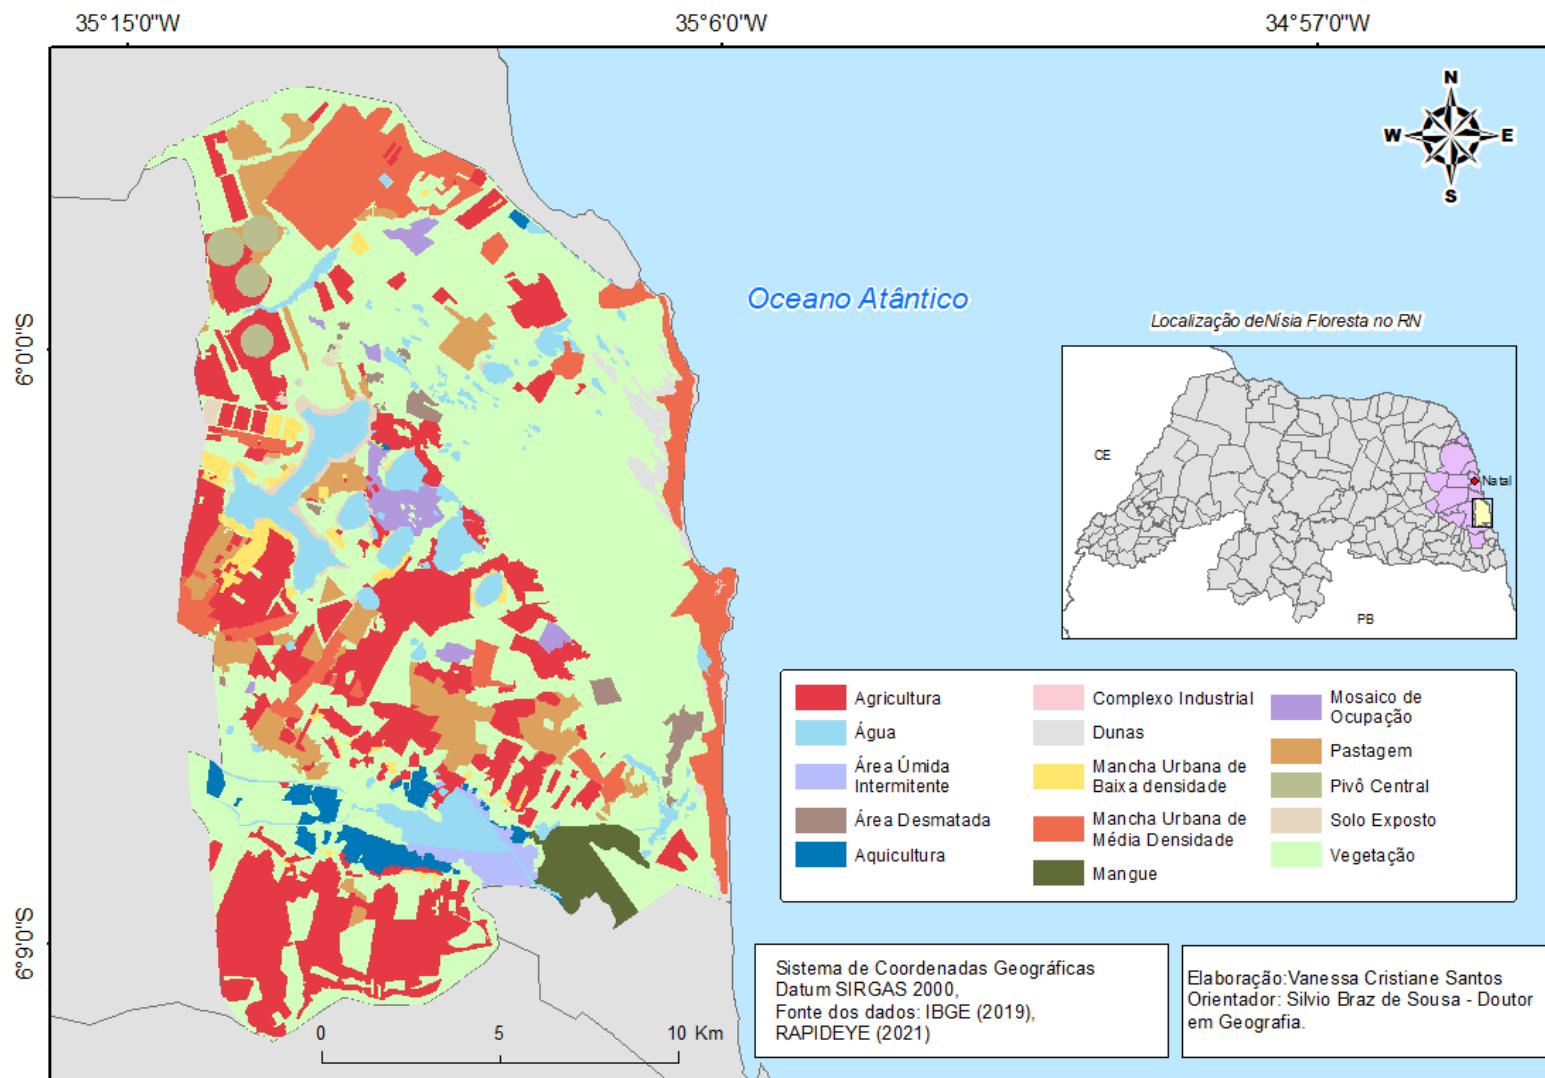 35°15'0"W
35°6'0"W
34°57'0"W
N
W
E
S
Oceano Atântico
6°0'0"S
6°9'0"S
Localização deNísia Floresta no RN
CE
Natal
PB
Agricultura
Água
Área Úmida
Intermitente
Área Desmatada
Aquicultura
Complexo Industrial
Dunas
Mancha Urbana de
Baixa densidade
Mancha Urbana de
Média Densidade
Mangue
Mosaico de
Ocupação
Pastagem
Pivô Central
Solo Exposto
Vegetação
0
5
10 Km
Sistema de Coordenadas Geográficas
Datum SIRGAS 2000,
Fonte dos dados: IBGE (2019),
RAPIDEYE (2021)
Elaboração:Vanessa Cristiane Santos
Orientador: Silvio Braz de Sousa - Doutor
em Geografia.